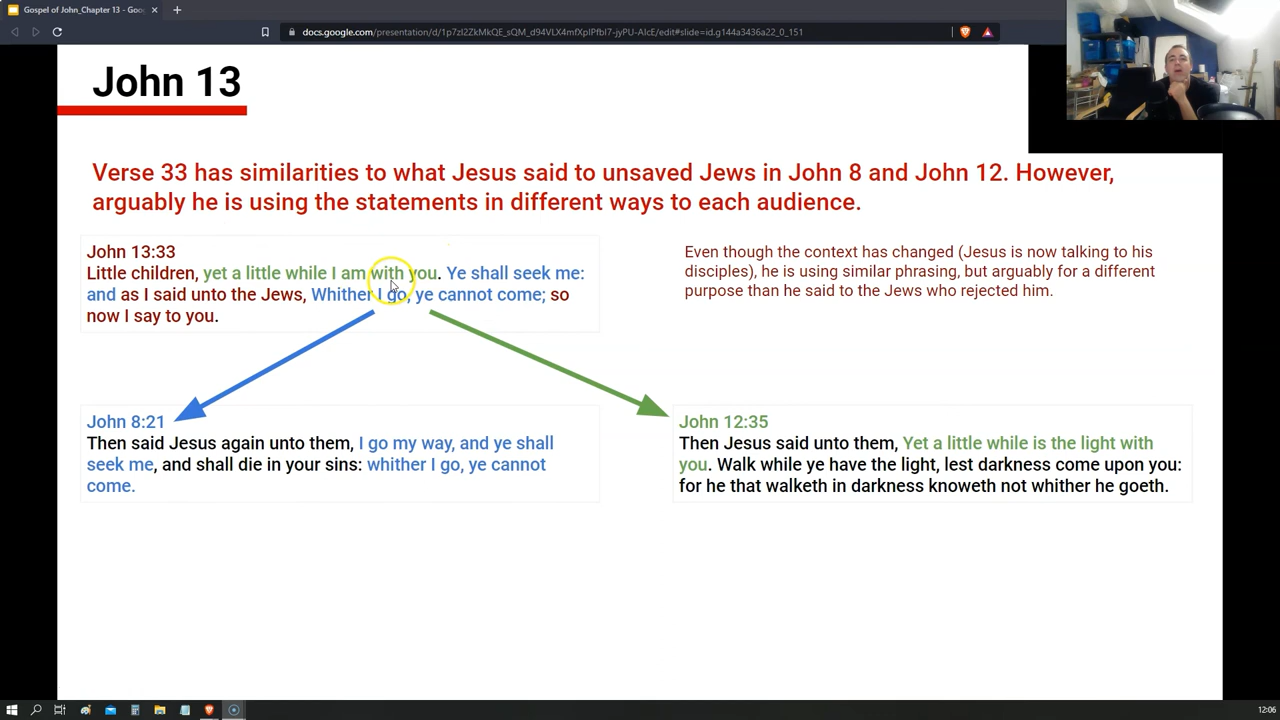 Gospel of John_Chapter 13 - Goo
docs.google.com/presentation/d/1p7zI2ZkMkQE_sQM_d94VLX4mfXpIPfbI7-jyPU-AIcE/edit#slide=id.g144a3436a22_0_151
John 13
Verse 33 has similarities to what Jesus said to unsaved Jews in John 8 and John 12. However,
arguably he is using the statements in different ways to each audience.
John 13:33
Little children, yet a little while I am with you. Ye shall seek me:
and as I said unto the Jews, Whither I go, ye cannot come; so
now I say to you.
Even though the context has changed (Jesus is now talking to his
disciples), he is using similar phrasing, but arguably for a different
purpose than he said to the Jews who rejected him.
John 8:21
Then said Jesus again unto them, I go my way, and ye shall
seek me, and shall die in your sins: whither I go, ye cannot
come.
John 12:35
Then Jesus said unto them, Yet a little while is the light with
you. Walk while ye have the light, lest darkness come upon you:
for he that walketh in darkness knoweth not whither he goeth.
12:06